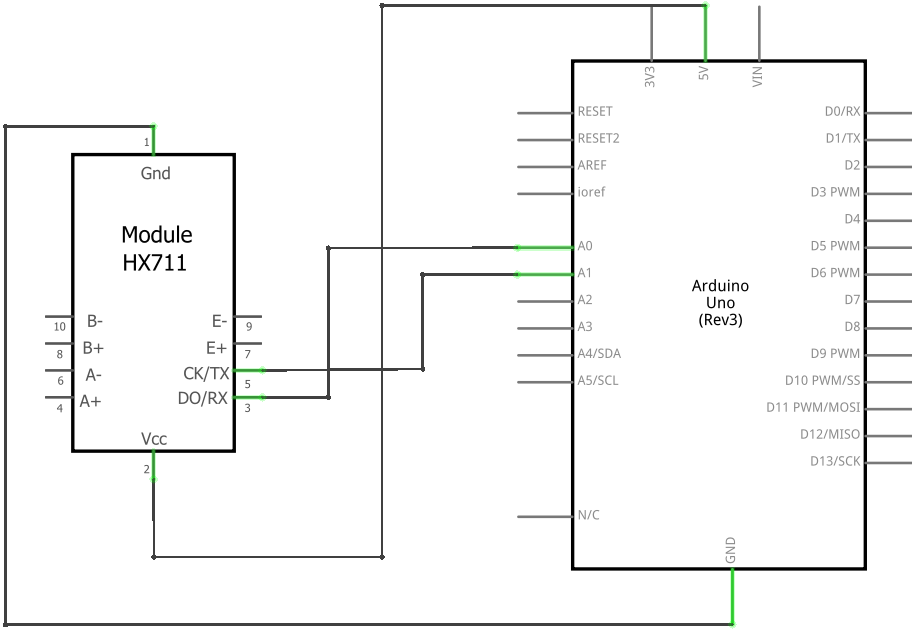 3V3
5V
VIN
RESET
RESET2
AREF
ioref
A0
A1
A2
A3
A4/SDA
A5/SCL
N/C
Arduino
Uno
(Rev3)
D0/RX
D1/TX
D2
D3 PWM
D4
D5 PWM
D6 PWM
D7
D8
D9 PWM
D10 PWM/SS
D11 PWM/MOSI
D12/MISO
D13/SCK
GND
1
Gnd
Module
HX711
10 B-
8 B+
6 A-
4 A+
E- 9
E+ 7
CK/TX 5
DO/RX 3
Vcc
2